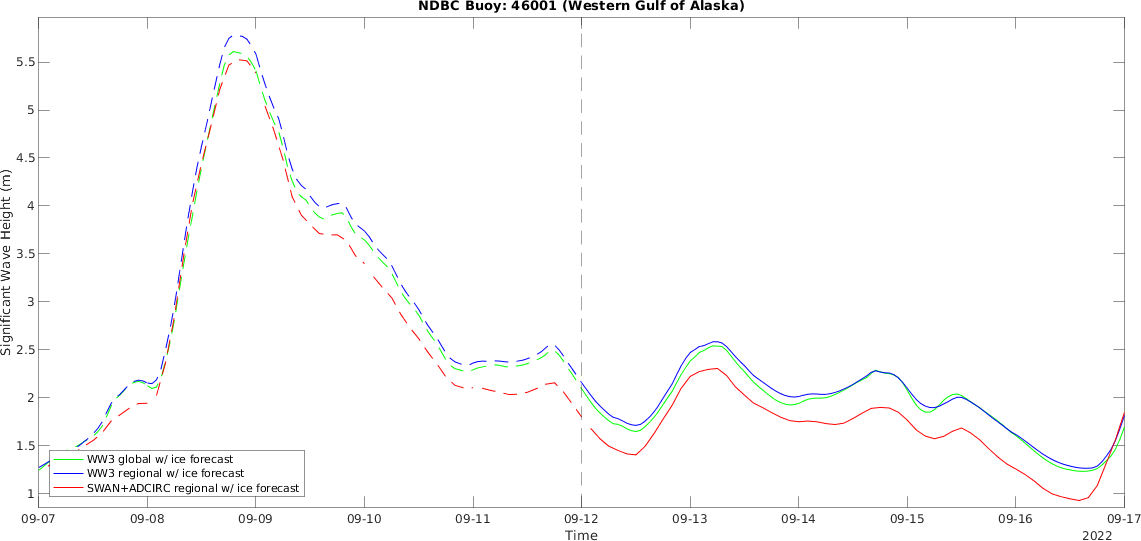 NDBC Buoy: 46001 (Western Gulf of Alaska)
5.5
5
4.5
4
3.5
3
2.5
2
1.5
1
Significant Wave Height (m)
WW3 global w/ ice forecast
WW3 regional w/ ice forecast
SWAN+ADCIRC regional w/ ice forecast
09-07 09-08 09-09 09-10 09-11 09-12 09-13 09-14 09-15 09-16 09-17
Time
2022